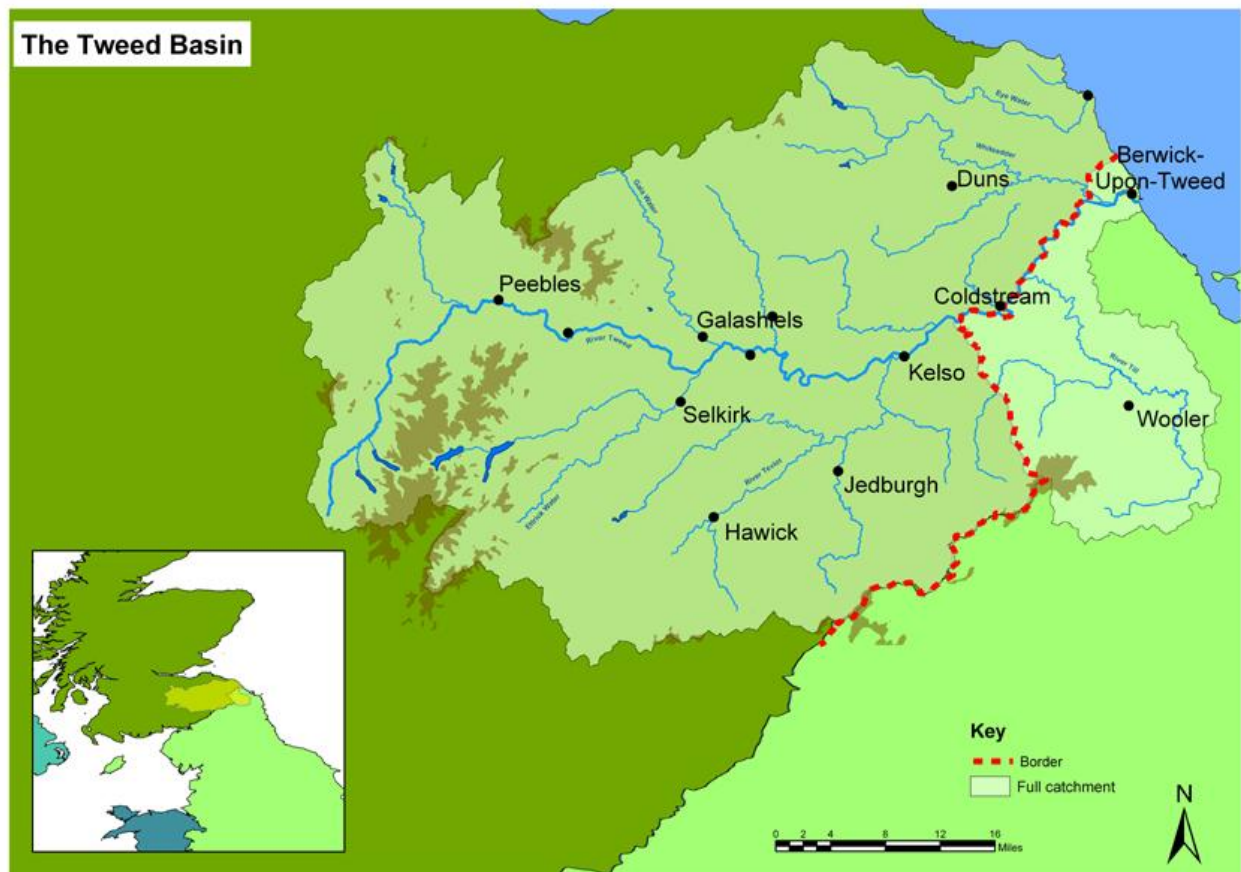 The Tweed Basin
Eye Water
Whiteadder
Berwick-
Upon-Tweed
Duns
Gala Water
Peebles
Coldstream
Galashiels
River Tweed
Kelso
River Till
Selkirk
Wooler
Jedburgh
River Teviot
Ettrick Water
Hawick
Key
Border
Full catchment
N
0 2 4 8 12 16
Miles